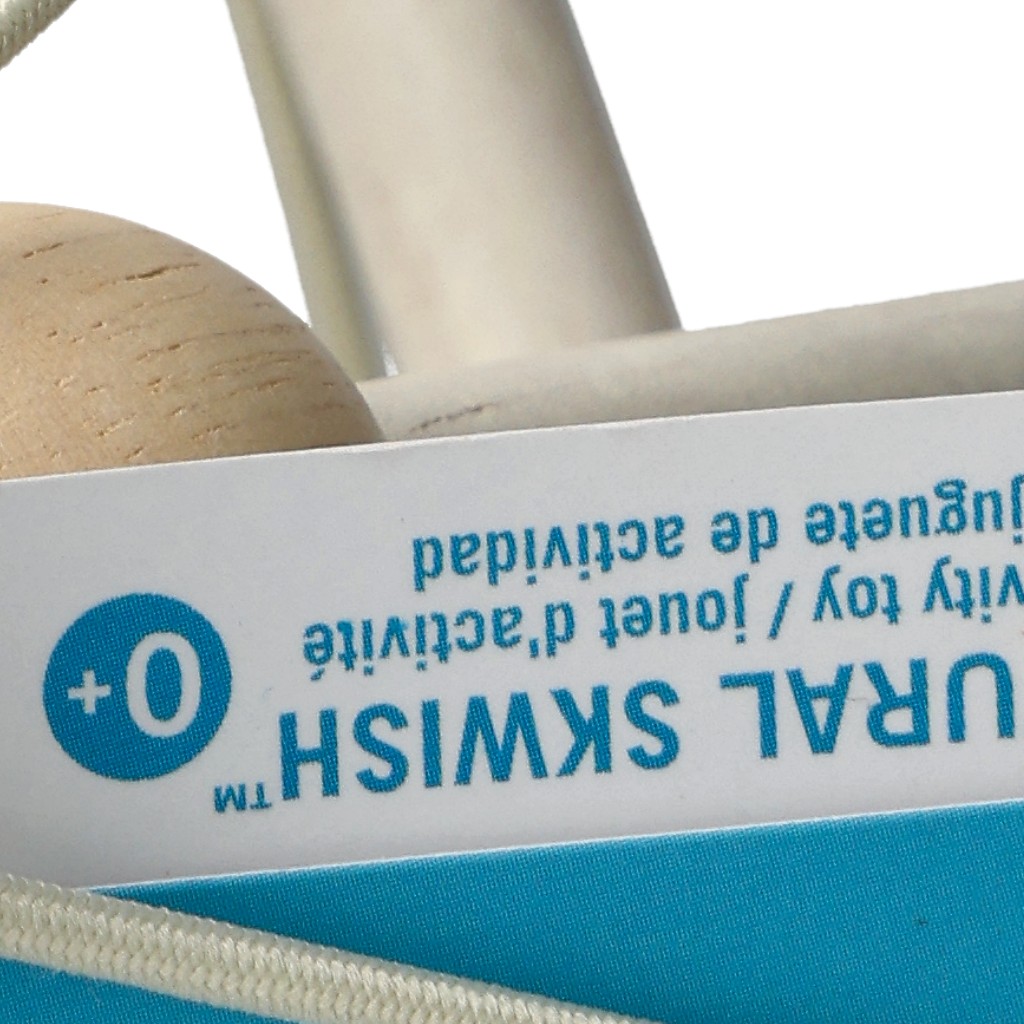 URAL SKWISH™
vity toy / jouet d'activité
juguete de actividad
0+